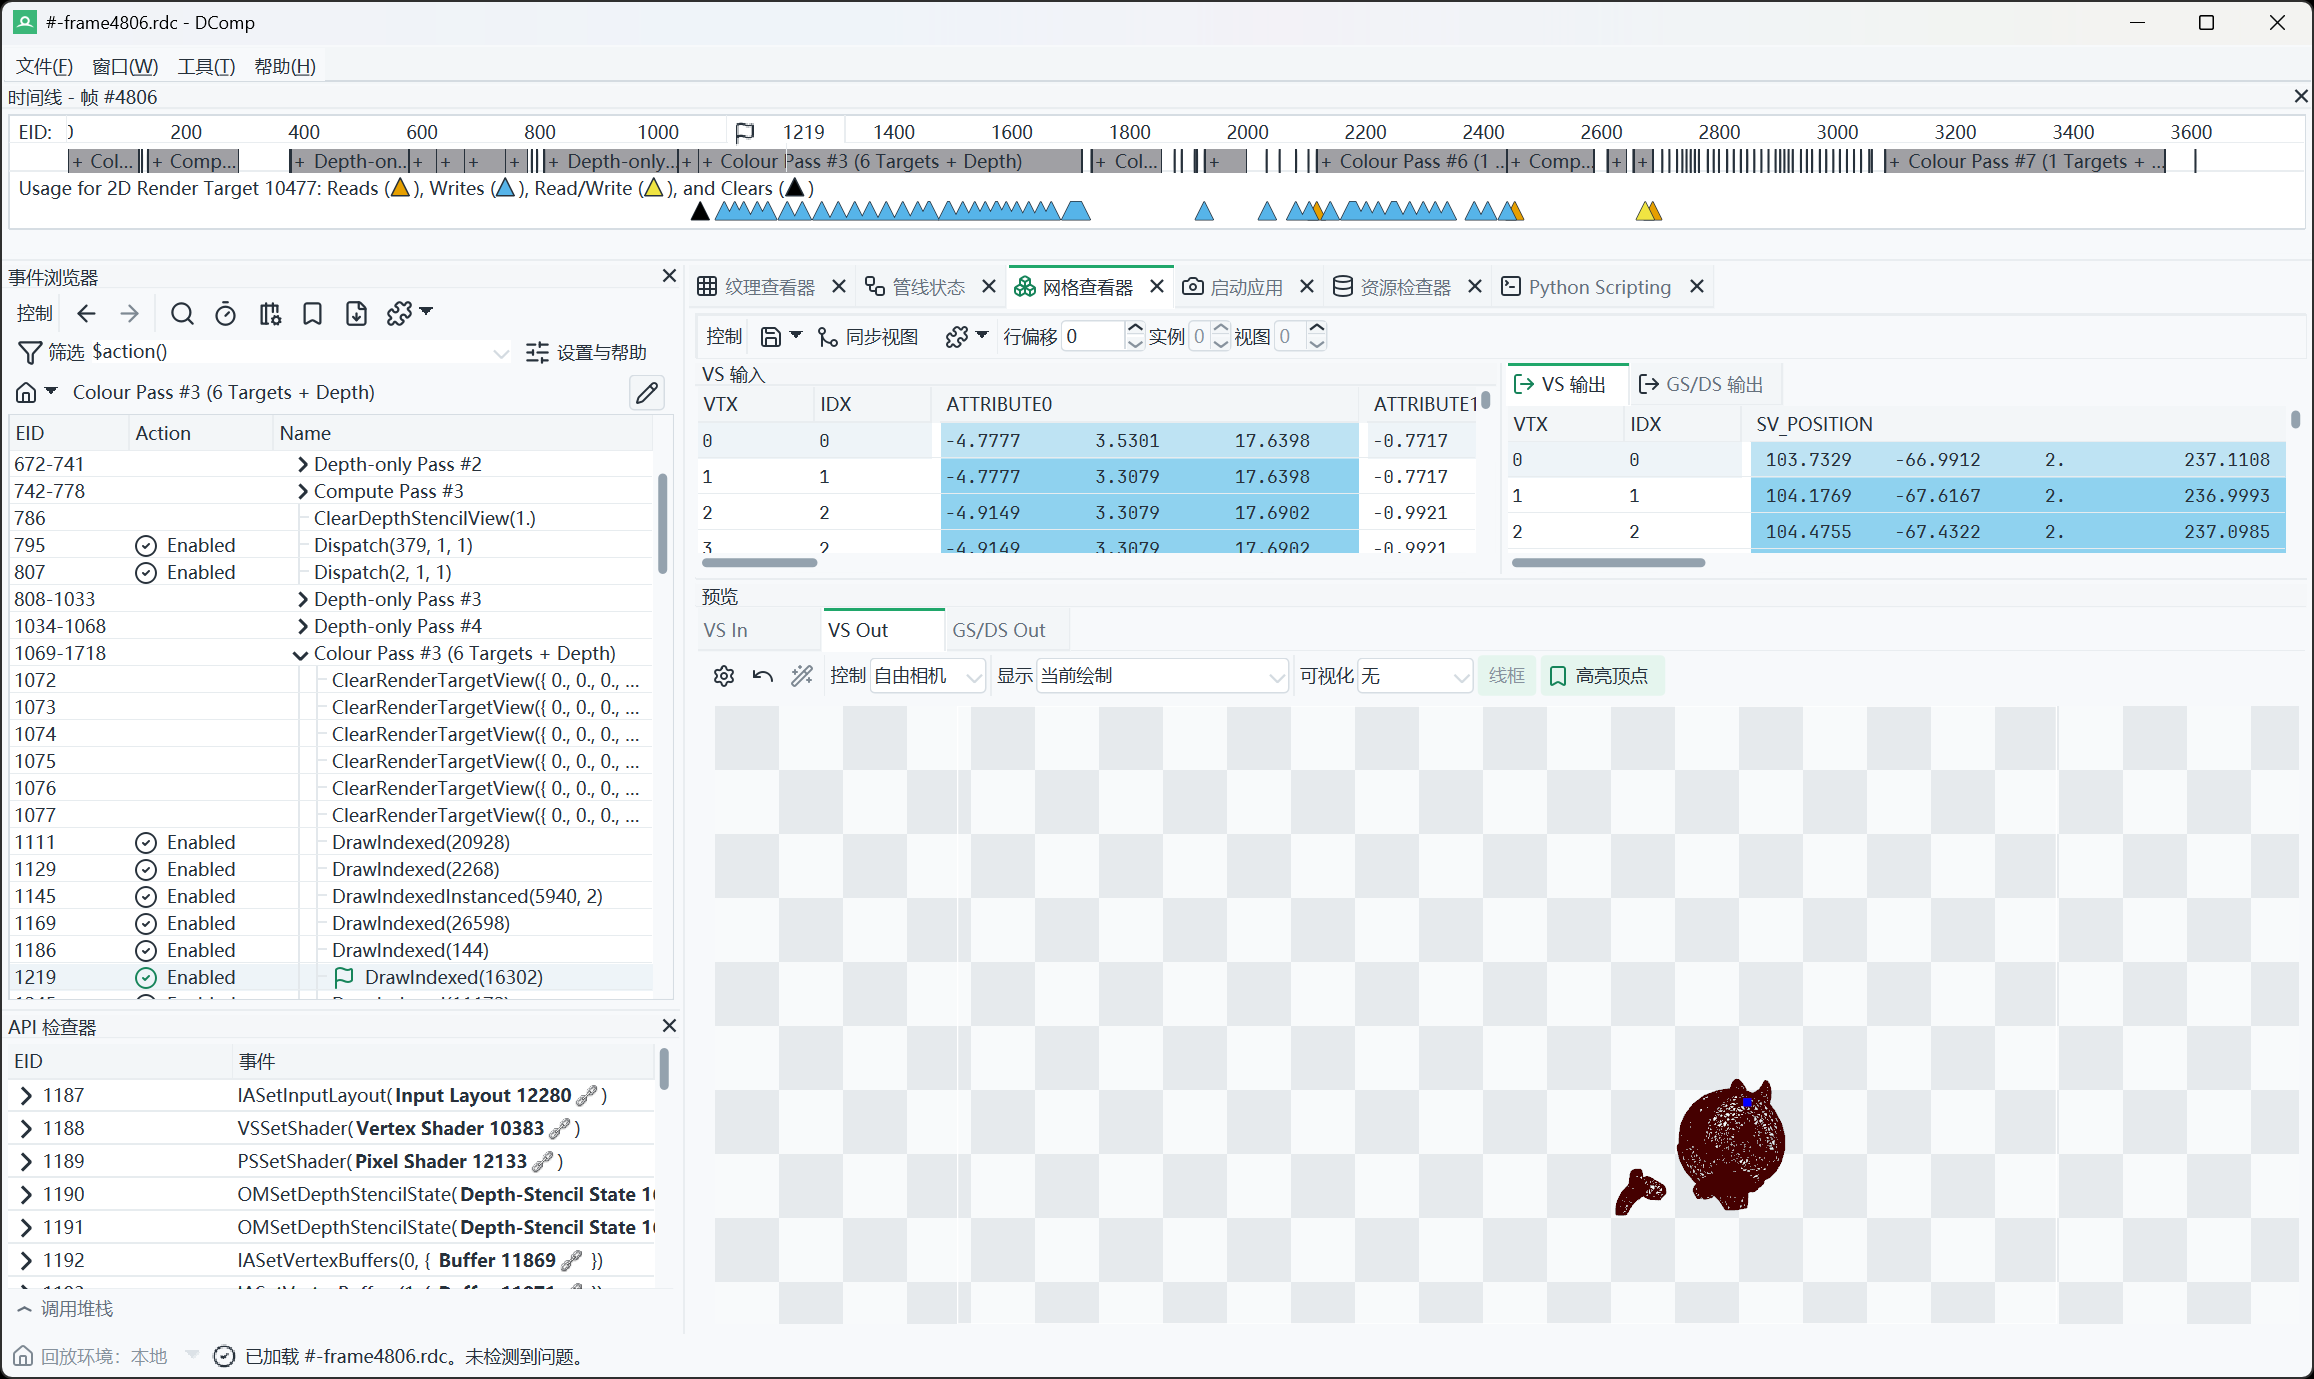 #-frame4806.rdc - DComp
文件(F) 窗口(W) 工具(T) 帮助(H)
时间线 - 帧 #4806
EID: 0 200 400 600 800 1000 1219 1400 1600 1800 2000 2200 2400 2600 2800 3000 3200 3400 3600
+ Col... + Comp... + Depth-on... + + + + + Depth-only... + + Colour Pass #3 (6 Targets + Depth) + Col... + + Colour Pass #6 (1 ... + Comp... + + + Colour Pass #7 (1 Targets + ...
Usage for 2D Render Target 10477: Reads ( ), Writes ( ), Read/Write ( ), and Clears ( )
事件浏览器
控制
筛选 $action() 设置与帮助
Colour Pass #3 (6 Targets + Depth)
EID Action Name
672-741 Depth-only Pass #2
742-778 Compute Pass #3
786 ClearDepthStencilView(1.)
795 Enabled Dispatch(379, 1, 1)
807 Enabled Dispatch(2, 1, 1)
808-1033 Depth-only Pass #3
1034-1068 Depth-only Pass #4
1069-1718 Colour Pass #3 (6 Targets + Depth)
1072 ClearRenderTargetView({ 0., 0., 0., ...
1073 ClearRenderTargetView({ 0., 0., 0., ...
1074 ClearRenderTargetView({ 0., 0., 0., ...
1075 ClearRenderTargetView({ 0., 0., 0., ...
1076 ClearRenderTargetView({ 0., 0., 0., ...
1077 ClearRenderTargetView({ 0., 0., 0., ...
1111 Enabled DrawIndexed(20928)
1129 Enabled DrawIndexed(2268)
1145 Enabled DrawIndexedInstanced(5940, 2)
1169 Enabled DrawIndexed(26598)
1186 Enabled DrawIndexed(144)
1219 Enabled DrawIndexed(16302)
API 检查器
EID 事件
1187 IASetInputLayout(Input Layout 12280 )
1188 VSSetShader(Vertex Shader 10383 )
1189 PSSetShader(Pixel Shader 12133 )
1190 OMSetDepthStencilState(Depth-Stencil State 1
1191 OMSetDepthStencilState(Depth-Stencil State 1
1192 IASetVertexBuffers(0, { Buffer 11869 })
调用堆栈
回放环境: 本地 已加载 #-frame4806.rdc。未检测到问题。
纹理查看器 管线状态 网格查看器 启动应用 资源检查器 Python Scripting
控制 同步视图 行偏移 0 实例 0 视图 0
VS 输入
VTX IDX ATTRIBUTE0 ATTRIBUTE1
0 0 -4.7777 3.5301 17.6398 -0.7717
1 1 -4.7777 3.3079 17.6398 -0.7717
2 2 -4.9149 3.3079 17.6902 -0.9921
3 2 -4.9149 3.3079 17.6902 -0.9921
VS 输出 GS/DS 输出
VTX IDX SV_POSITION
0 0 103.7329 -66.9912 2. 237.1108
1 1 104.1769 -67.6167 2. 236.9993
2 2 104.4755 -67.4322 2. 237.0985
预览
VS In VS Out GS/DS Out
控制 自由相机 显示 当前绘制 可视化 无 线框 高亮顶点